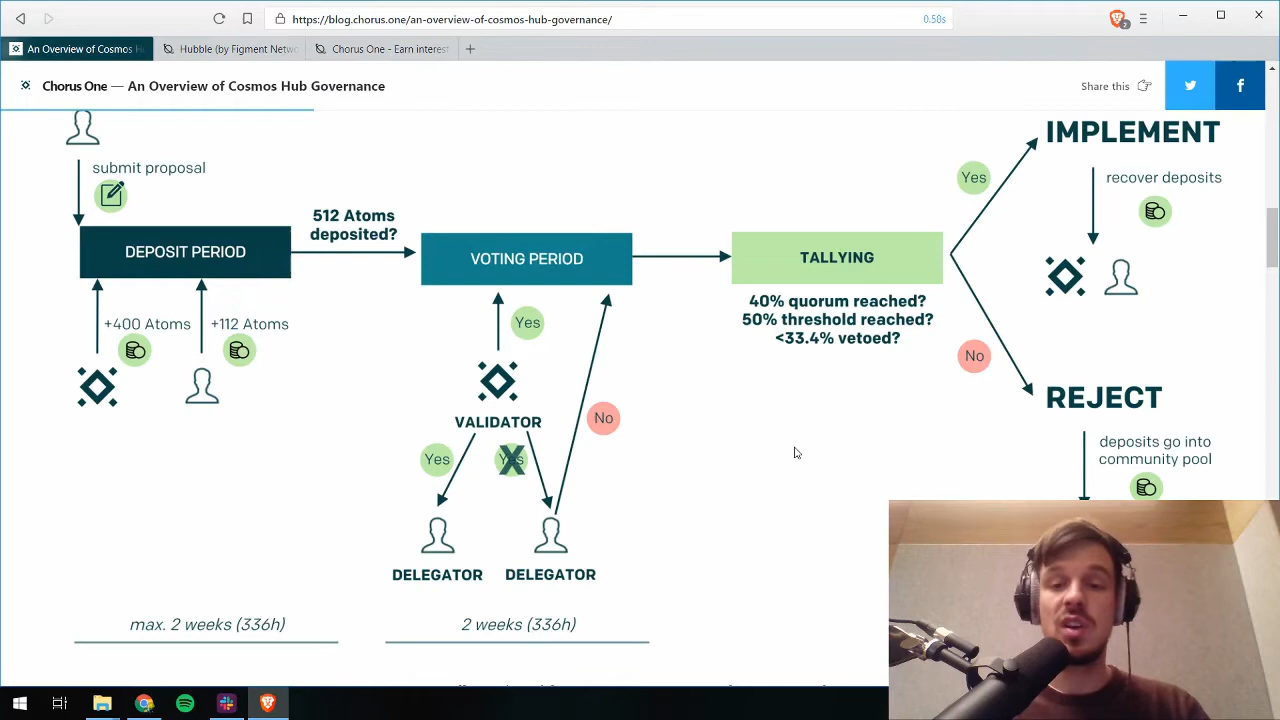 https://blog.chorus.one/an-overview-of-cosmos-hub-governance/
0.50s
2
An Overview of Cosmos H
Hubble (by Figment Netwo
Chorus One - Earn interest
Chorus One — An Overview of Cosmos Hub Governance
Share this
submit proposal
DEPOSIT PERIOD
512 Atoms
deposited?
+400 Atoms
+112 Atoms
max. 2 weeks (336h)
VOTING PERIOD
Yes
VALIDATOR
Yes
Yes
X
No
DELEGATOR
DELEGATOR
2 weeks (336h)
TALLYING
40% quorum reached?
50% threshold reached?
<33.4% vetoed?
Yes
IMPLEMENT
recover deposits
No
REJECT
deposits go into
community pool